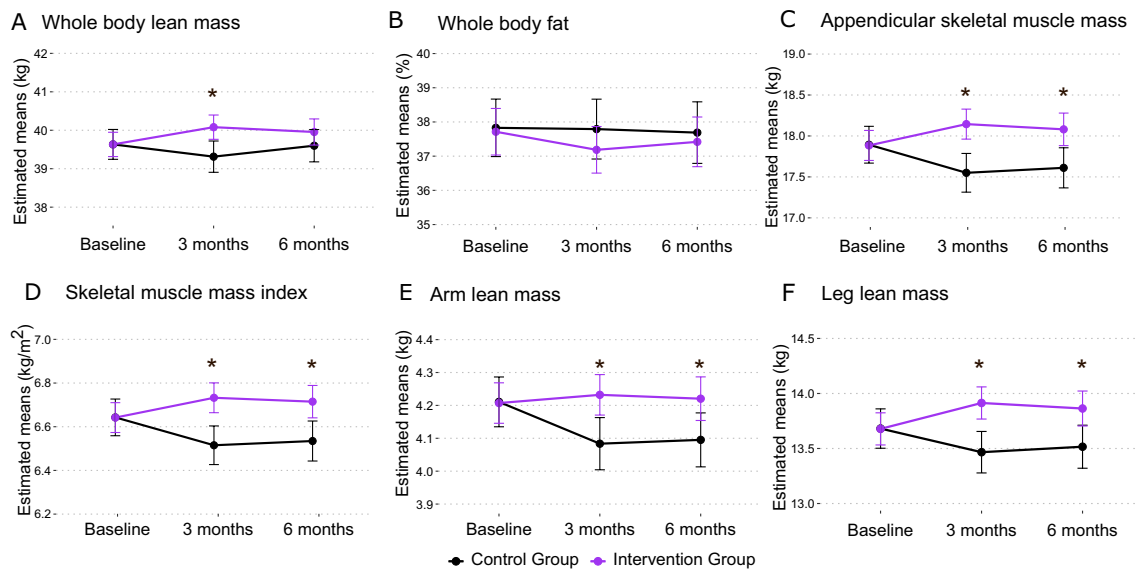 A Whole body lean mass
Estimated means (kg)
42
41
40
39
38
*
Baseline 3 months 6 months
B Whole body fat
Estimated means (%)
40
39
38
37
36
35
Baseline 3 months 6 months
C Appendicular skeletal muscle mass
Estimated means (kg)
19.0
18.5
18.0
17.5
17.0
* *
Baseline 3 months 6 months
D Skeletal muscle mass index
Estimated means (kg/m²)
7.0
6.8
6.6
6.4
6.2
* *
Baseline 3 months 6 months
E Arm lean mass
Estimated means (kg)
4.4
4.3
4.2
4.1
4.0
3.9
* *
Baseline 3 months 6 months
F Leg lean mass
Estimated means (kg)
14.5
14.0
13.5
13.0
* *
Baseline 3 months 6 months
Control Group Intervention Group